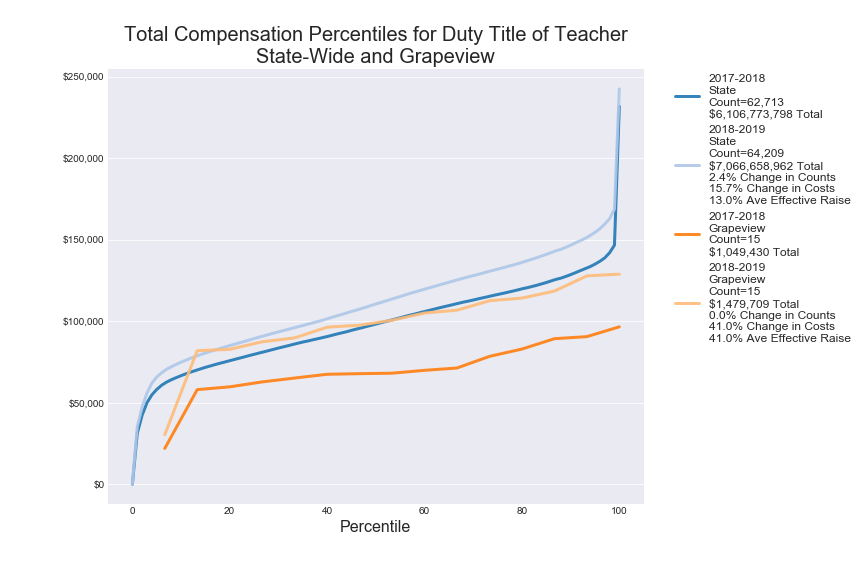 Total Compensation Percentiles for Duty Title of Teacher
State-Wide and Grapeview
$250,000
$200,000
$150,000
$100,000
$50,000
$0
0
20
40
60
80
100
Percentile
2017-2018
State
Count=62,713
$6,106,773,798 Total
2018-2019
State
Count=64,209
$7,066,658,962 Total
2.4% Change in Counts
15.7% Change in Costs
13.0% Ave Effective Raise
2017-2018
Grapeview
Count=15
$1,049,430 Total
2018-2019
Grapeview
Count=15
$1,479,709 Total
0.0% Change in Counts
41.0% Change in Costs
41.0% Ave Effective Raise